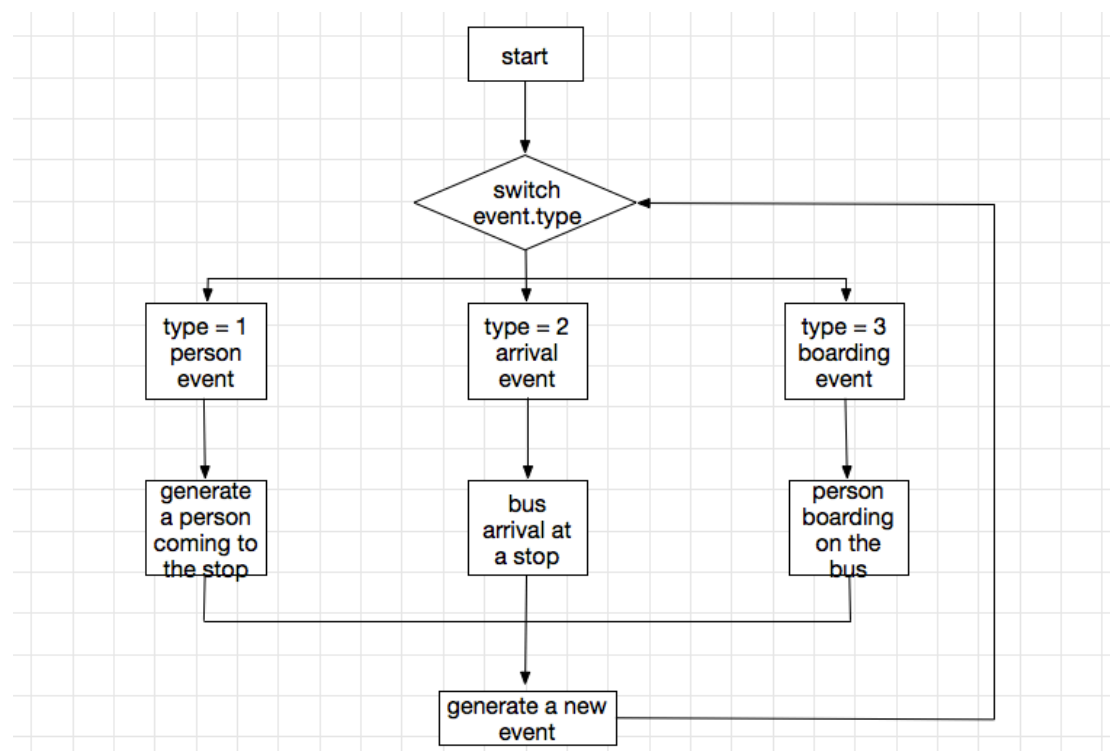 start
switch
event.type
type = 1
person
event
type = 2
arrival
event
type = 3
boarding
event
generate
a person
coming to
the stop
bus
arrival at
a stop
person
boarding
on the
bus
generate a new
event